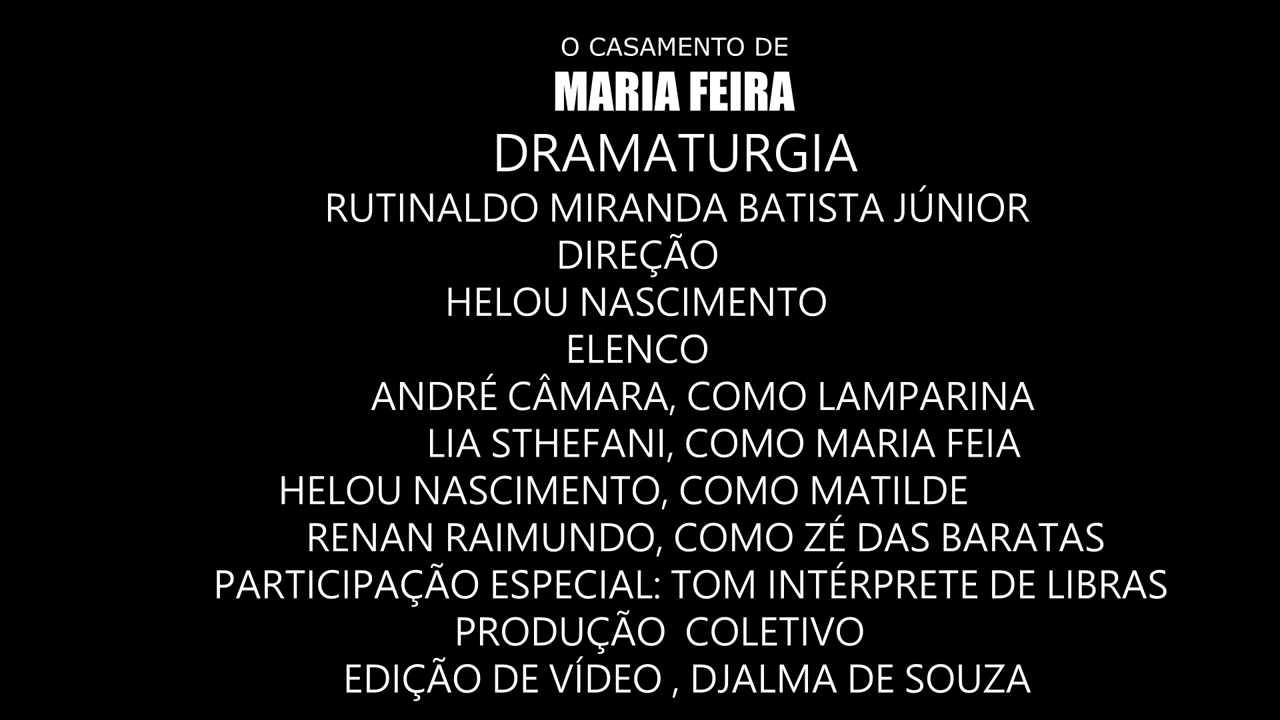 O CASAMENTO DE
MARIA FEIRA
DRAMATURGIA
RUTINALDO MIRANDA BATISTA JÚNIOR
DIREÇÃO
HELOU NASCIMENTO
ELENCO
ANDRÉ CÂMARA, COMO LAMPARINA
LIA STHEFANI, COMO MARIA FEIA
HELOU NASCIMENTO, COMO MATILDE
RENAN RAIMUNDO, COMO ZÉ DAS BARATAS
PARTICIPAÇÃO ESPECIAL: TOM INTÉRPRETE DE LIBRAS
PRODUÇÃO  COLETIVO
EDIÇÃO DE VÍDEO , DJALMA DE SOUZA